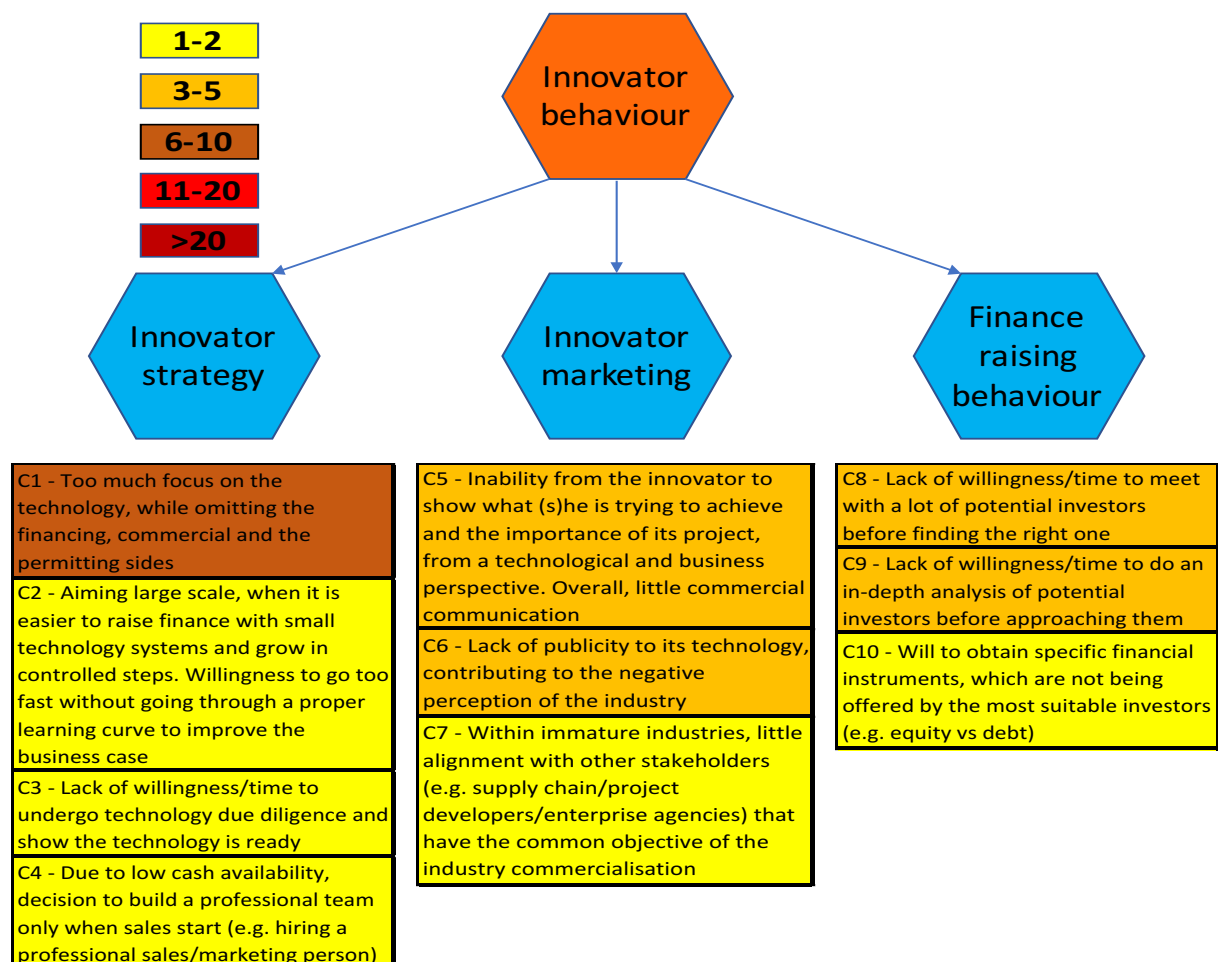 1-2
3-5
6-10
11-20
>20
Innovator
behaviour
Innovator
strategy
Innovator
marketing
Finance
raising
behaviour
C1 - Too much focus on the
technology, while omitting the
financing, commercial and the
permitting sides
C2 - Aiming large scale, when it is
easier to raise finance with small
technology systems and grow in
controlled steps. Willingness to go too
fast without going through a proper
learning curve to improve the
business case
C3 - Lack of willingness/time to
undergo technology due diligence and
show the technology is ready
C4 - Due to low cash availability,
decision to build a professional team
only when sales start (e.g. hiring a
professional sales/marketing person)
C5 - Inability from the innovator to
show what (s)he is trying to achieve
and the importance of its project,
from a technological and business
perspective. Overall, little commercial
communication
C6 - Lack of publicity to its technology,
contributing to the negative
perception of the industry
C7 - Within immature industries, little
alignment with other stakeholders
(e.g. supply chain/project
developers/enterprise agencies) that
have the common objective of the
industry commercialisation
C8 - Lack of willingness/time to meet
with a lot of potential investors
before finding the right one
C9 - Lack of willingness/time to do an
in-depth analysis of potential
investors before approaching them
C10 - Will to obtain specific financial
instruments, which are not being
offered by the most suitable investors
(e.g. equity vs debt)